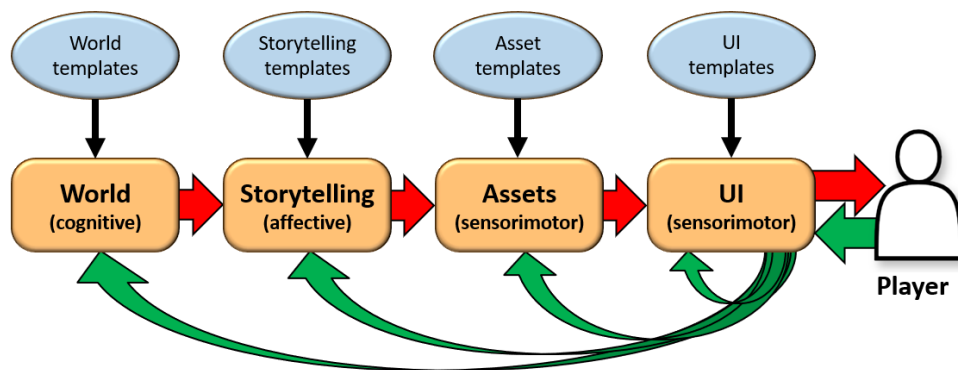 World
templates
Storytelling
templates
Asset
templates
UI
templates
World
(cognitive)
Storytelling
(affective)
Assets
(sensorimotor)
UI
(sensorimotor)
Player